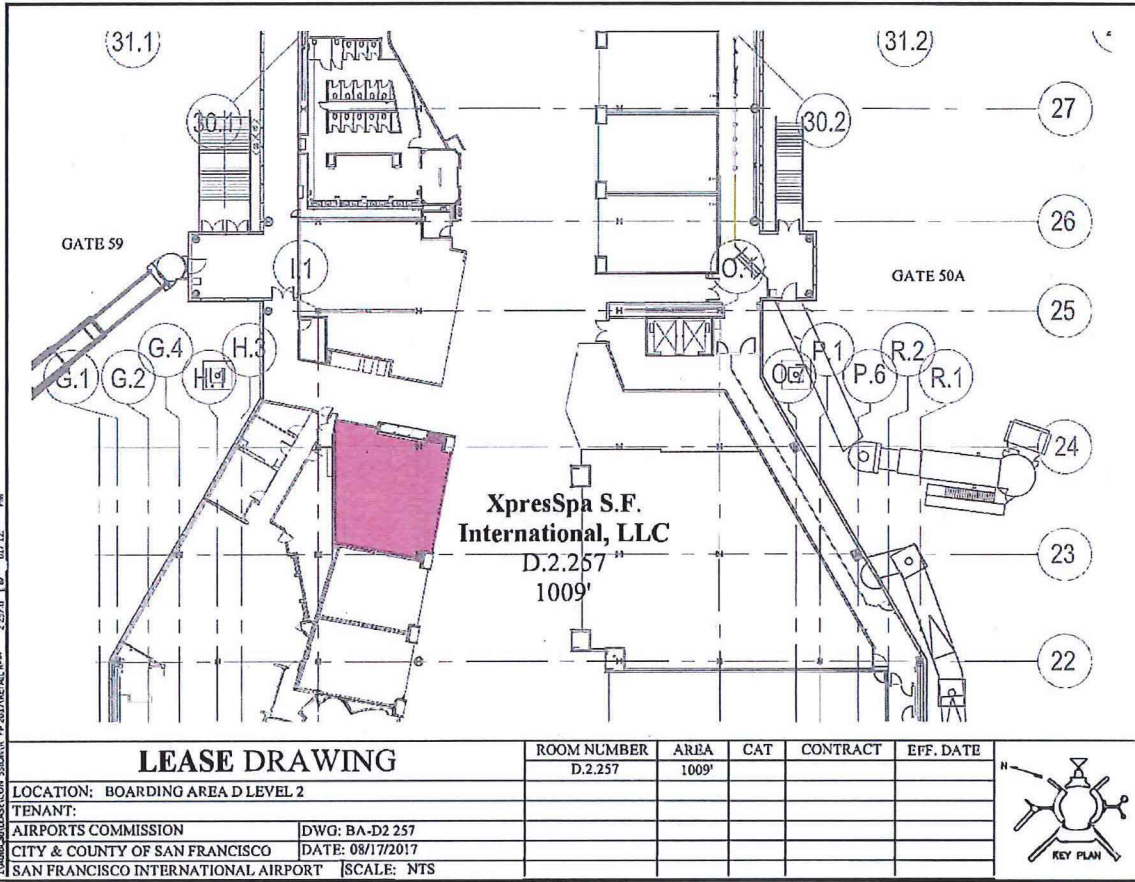 31.1
31.2
30.1
30.2
27
26
GATE 59
GATE 50A
25
G.1
G.2
G.4
H.3
P.1
P.6
R.2
R.1
24
XpresSpa S.F.
International, LLC
D.2.257
1009'
23
22
LEASE DRAWING
ROOM NUMBER AREA CAT CONTRACT EFF. DATE
D.2.257 1009'
LOCATION: BOARDING AREA D LEVEL 2
TENANT:
AIRPORTS COMMISSION DWG: BA-D2 257
CITY & COUNTY OF SAN FRANCISCO DATE: 08/17/2017
SAN FRANCISCO INTERNATIONAL AIRPORT SCALE: NTS
N
KEY PLAN